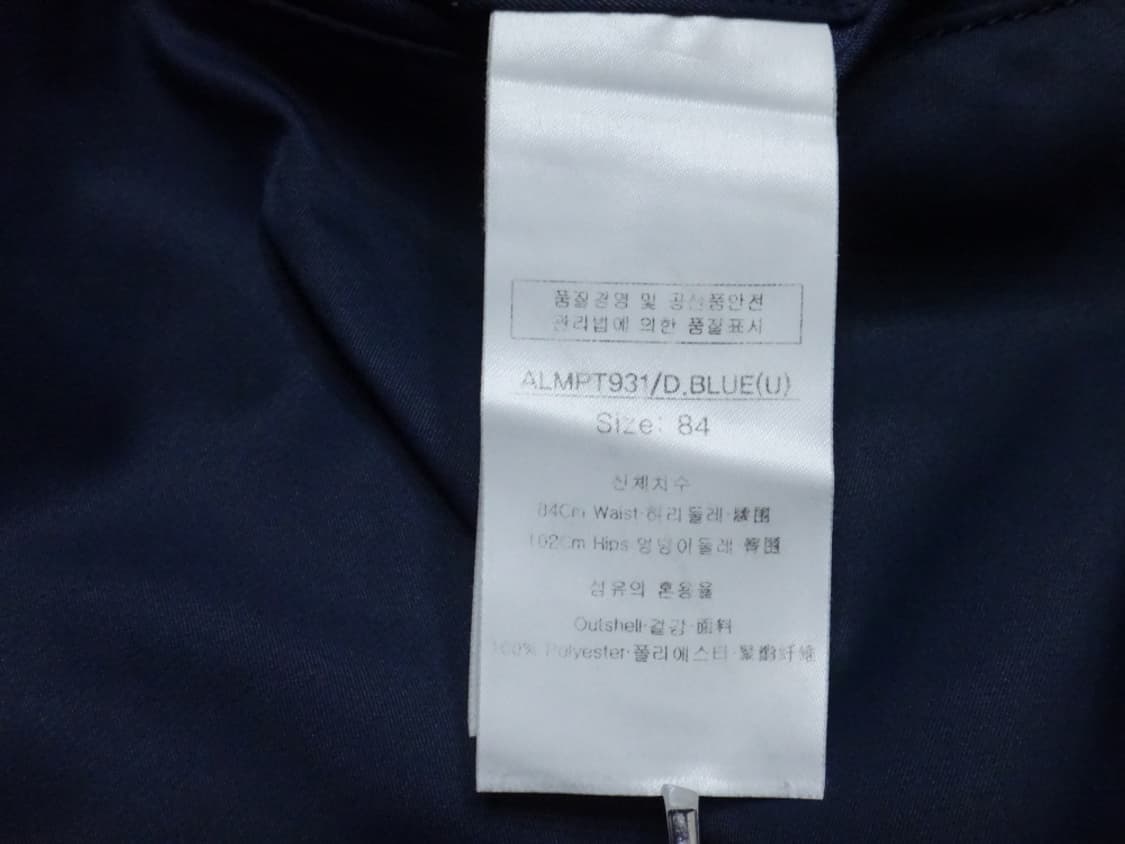 품질경영 및 공산품안전
관리법에 의한 품질표시
ALMPT931/D.BLUE(U)
Size: 84
신체치수
84Cm Waist·허리둘레·腰围
102Cm Hips·엉덩이둘레·臀围
섬유의 혼용율
Outshell·겉감·面料
100% Polyester·폴리에스터·聚酯纤维